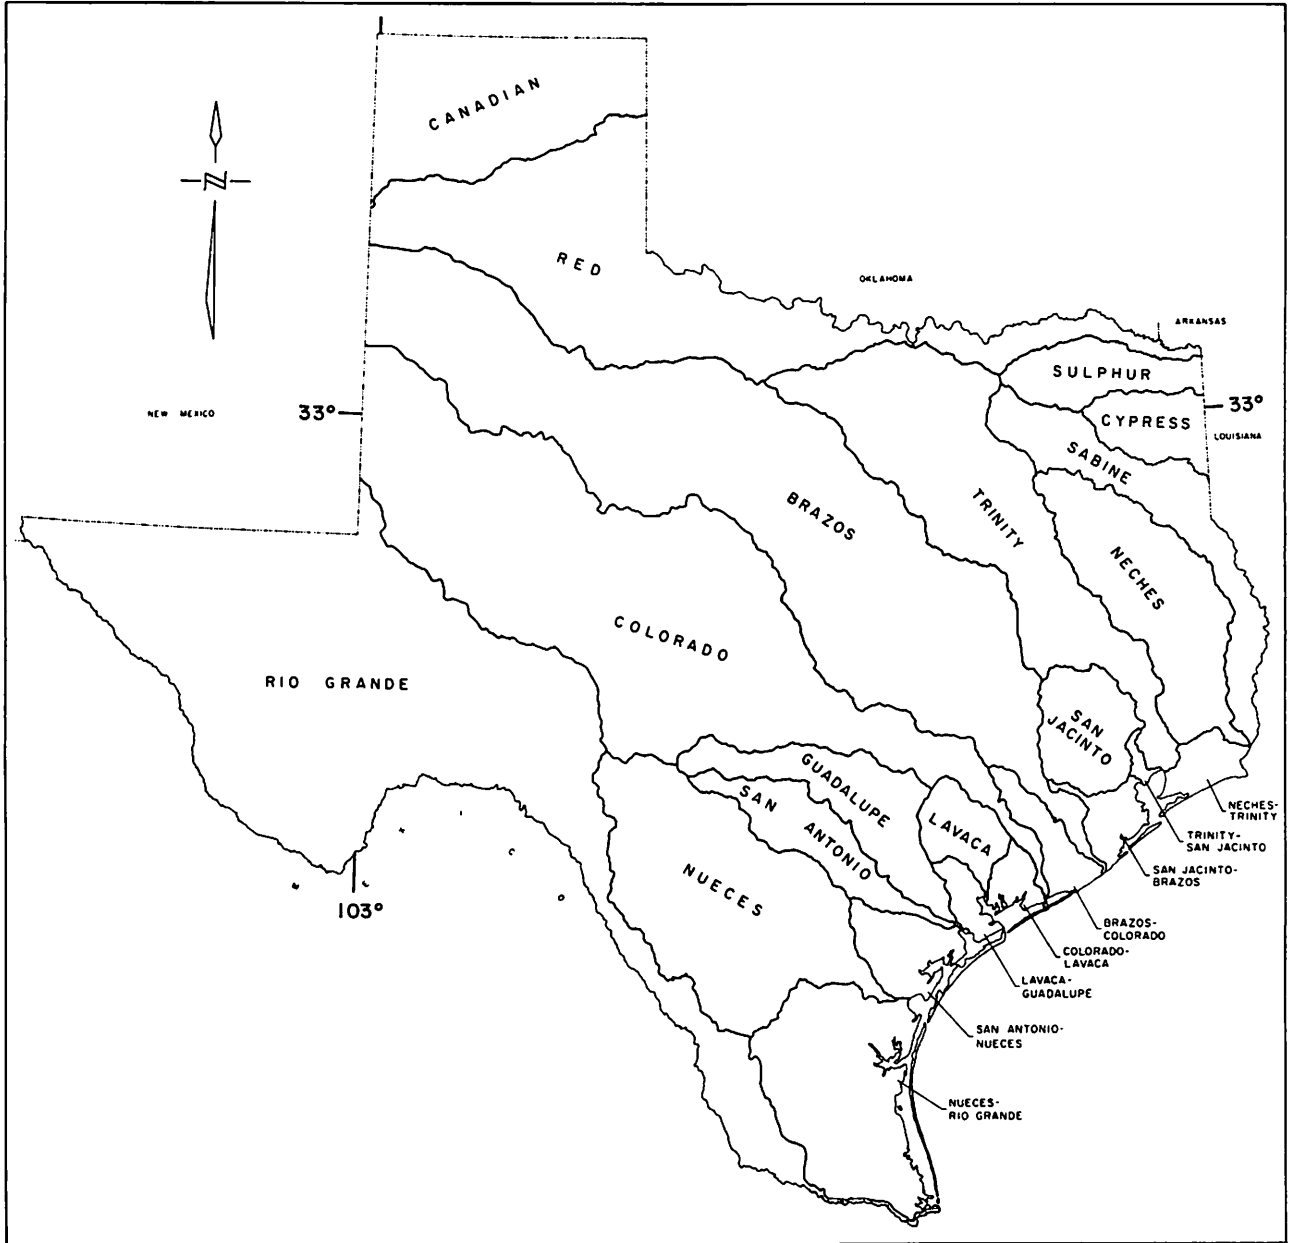 CANADIAN
N
RED
OKLAHOMA
ARKANSAS
SULPHUR
NEW MEXICO
33°
33°
CYPRESS
LOUISIANA
SABINE
BRAZOS
TRINITY
NECHES
COLORADO
RIO GRANDE
SAN
JACINTO
GUADALUPE
SAN
ANTONIO
LAVACA
NUECES
NECHES-
TRINITY
TRINITY-
SAN JACINTO
SAN JACINTO-
BRAZOS
M
E
X
I
C
O
103°
BRAZOS-
COLORADO
COLORADO-
LAVACA
LAVACA-
GUADALUPE
SAN ANTONIO-
NUECES
NUECES-
RIO GRANDE